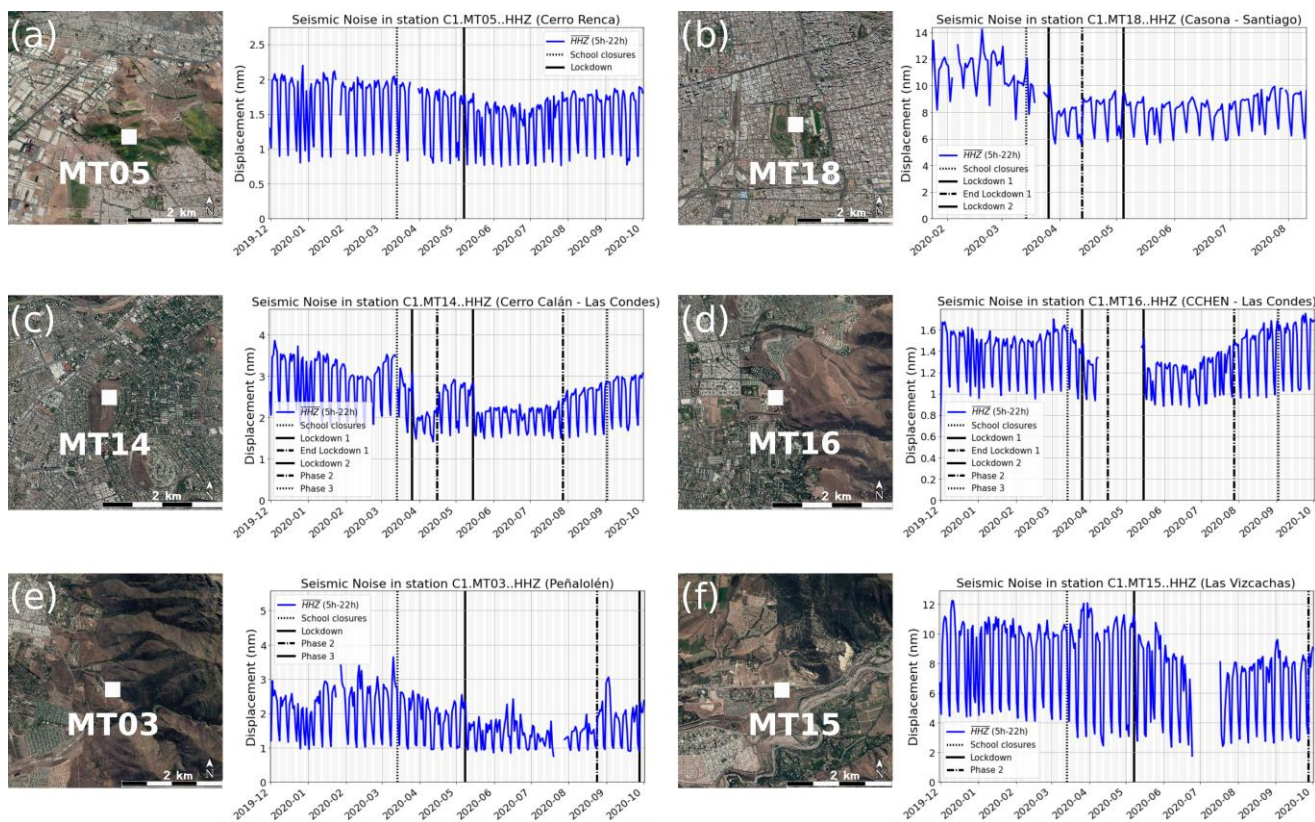 (a)
MT05
2 km
N
Seismic Noise in station C1.MT05..HHZ (Cerro Renca)
Displacement (nm)
2.5
2
1.5
1
0.5
0
HHZ (5h-22h)
School closures
Lockdown
2019-12
2020-01
2020-02
2020-03
2020-04
2020-05
2020-06
2020-07
2020-08
2020-09
2020-10
(b)
MT18
2 km
N
Seismic Noise in station C1.MT18..HHZ (Casona - Santiago)
Displacement (nm)
14
12
10
8
6
4
2
0
HHZ (5h-22h)
School closures
Lockdown 1
End Lockdown 1
Lockdown 2
2020-02
2020-03
2020-04
2020-05
2020-06
2020-07
2020-08
(c)
MT14
2 km
N
Seismic Noise in station C1.MT14..HHZ (Cerro Calán - Las Condes)
Displacement (nm)
4
3
2
1
0
HHZ (5h-22h)
School closures
Lockdown 1
End Lockdown 1
Lockdown 2
Phase 2
Phase 3
2019-12
2020-01
2020-02
2020-03
2020-04
2020-05
2020-06
2020-07
2020-08
2020-09
2020-10
(d)
MT16
2 km
N
Seismic Noise in station C1.MT16..HHZ (CCHEN - Las Condes)
Displacement (nm)
1.6
1.4
1.2
1
0.8
0.6
0.4
0.2
0
HHZ (5h-22h)
School closures
Lockdown 1
End Lockdown 1
Lockdown 2
Phase 2
Phase 3
2019-12
2020-01
2020-02
2020-03
2020-04
2020-05
2020-06
2020-07
2020-08
2020-09
2020-10
(e)
MT03
2 km
N
Seismic Noise in station C1.MT03..HHZ (Peñalolén)
Displacement (nm)
5
4
3
2
1
0
HHZ (5h-22h)
School closures
Lockdown
Phase 2
Phase 3
2019-12
2020-01
2020-02
2020-03
2020-04
2020-05
2020-06
2020-07
2020-08
2020-09
2020-10
(f)
MT15
2 km
N
Seismic Noise in station C1.MT15..HHZ (Las Vizcachas)
Displacement (nm)
12
10
8
6
4
2
0
HHZ (5h-22h)
School closures
Lockdown
Phase 2
2019-12
2020-01
2020-02
2020-03
2020-04
2020-05
2020-06
2020-07
2020-08
2020-09
2020-10